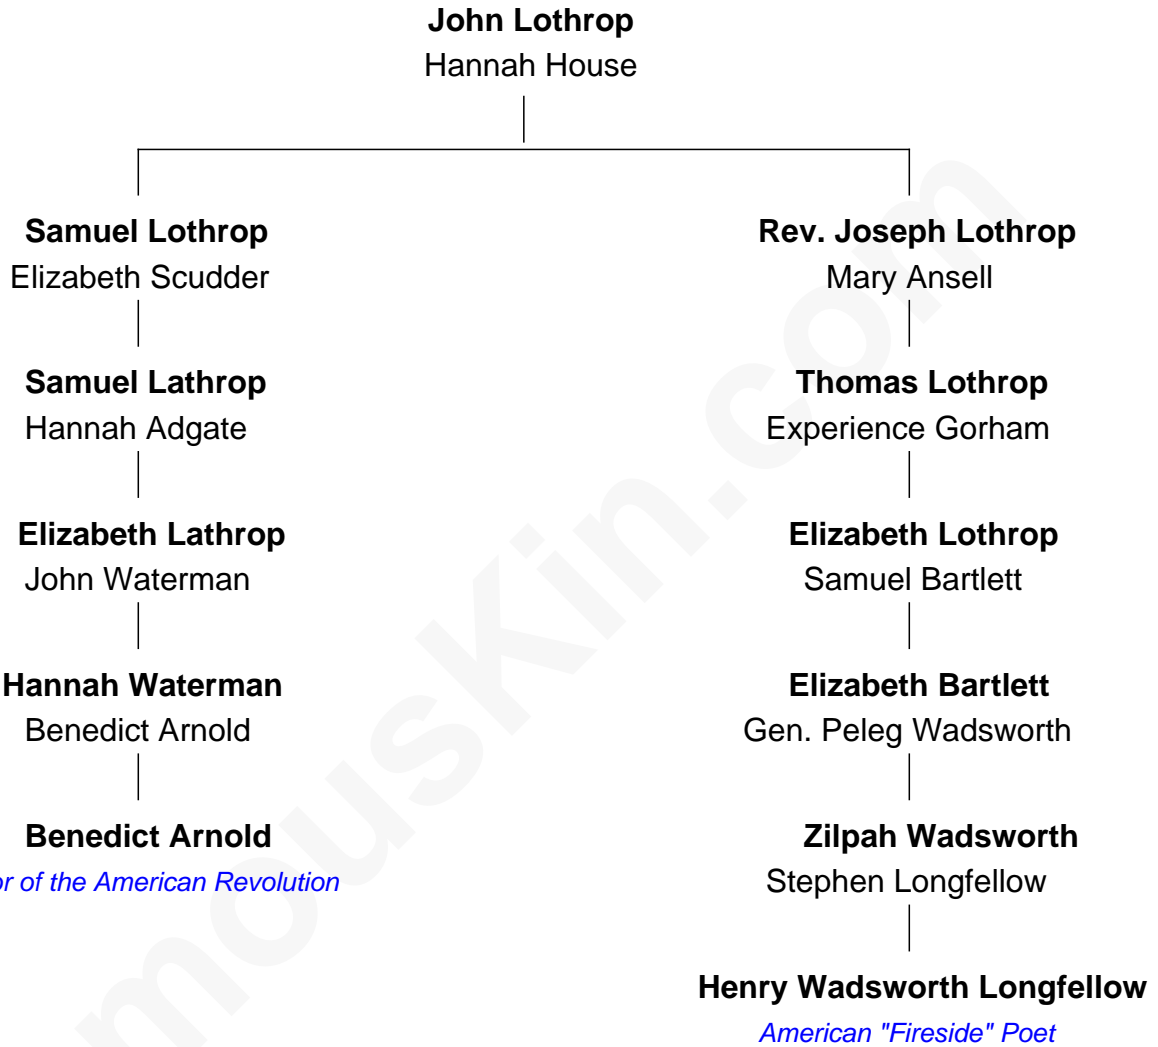 John Lothrop
Hannah House
Samuel Lothrop
Elizabeth Scudder
Rev. Joseph Lothrop
Mary Ansell
Samuel Lathrop
Hannah Adgate
Thomas Lothrop
Experience Gorham
Elizabeth Lathrop
John Waterman
Elizabeth Lothrop
Samuel Bartlett
Hannah Waterman
Benedict Arnold
Elizabeth Bartlett
Gen. Peleg Wadsworth
Benedict Arnold
of the American Revolution
Zilpah Wadsworth
Stephen Longfellow
Henry Wadsworth Longfellow
American "Fireside" Poet
mousKin.com